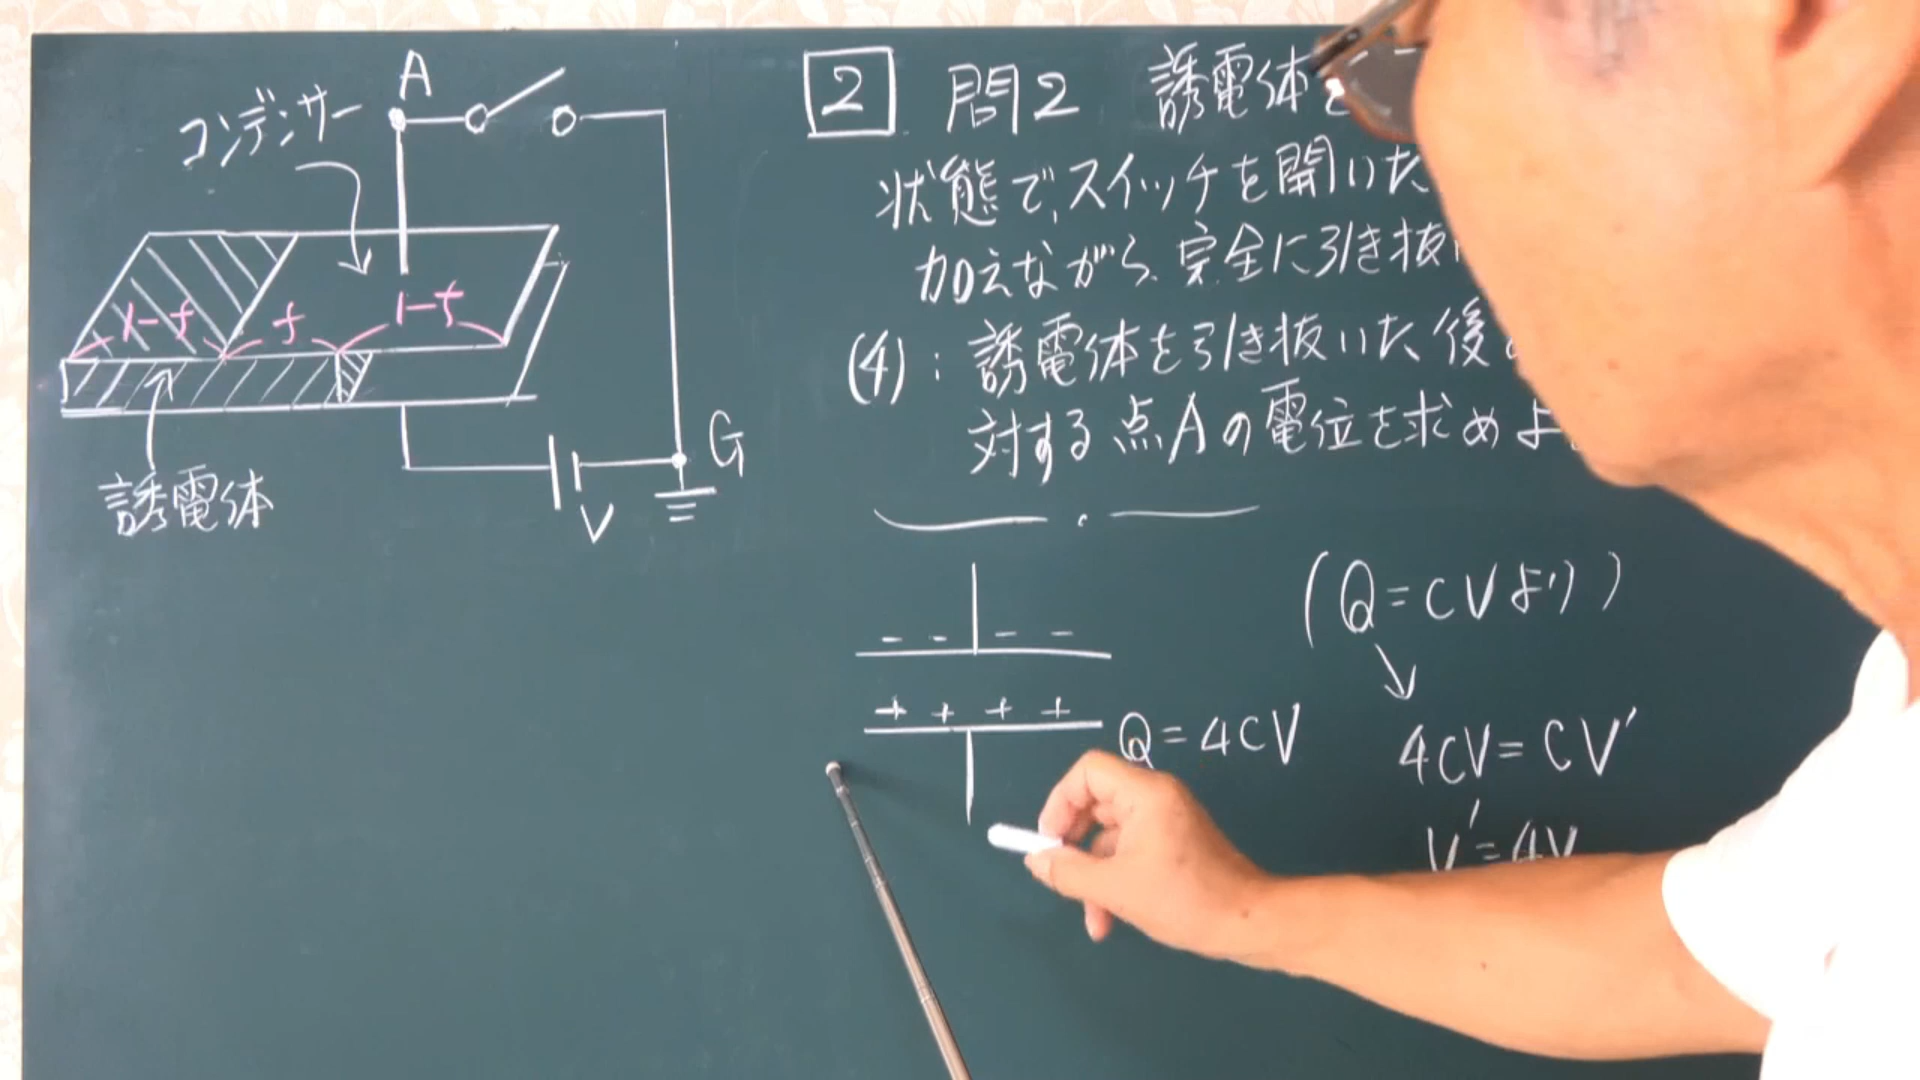 A
コンデンサー
1-f
f
1-f
G
V
誘電体
2 問2 誘電体を
状態で、スイッチを開いた
加えながら、完全に引き抜
(4):誘電体を引き抜いた後
対する点Aの電位を求めよ
- - - -
+ + + +
Q=4CV
(Q=CVより)
4CV=CV'
V'=4V